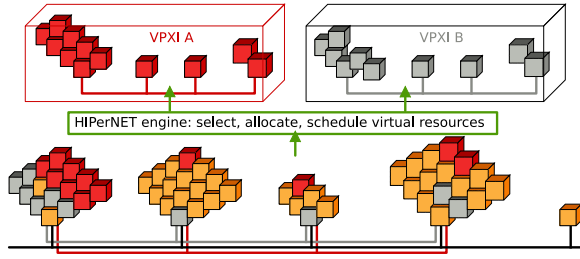 VPXI A
VPXI B
HIPerNET engine: select, allocate, schedule virtual resources